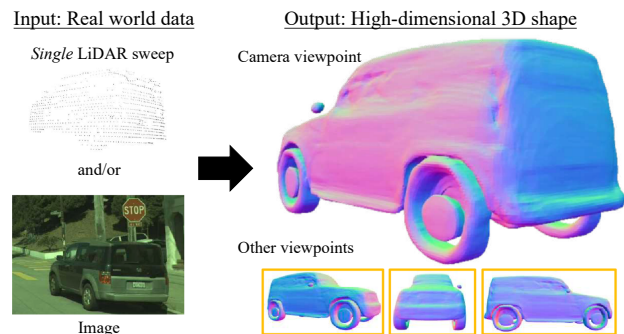 Input: Real world data
Single LiDAR sweep
and/or
STOP
Image
Output: High-dimensional 3D shape
Camera viewpoint
Other viewpoints